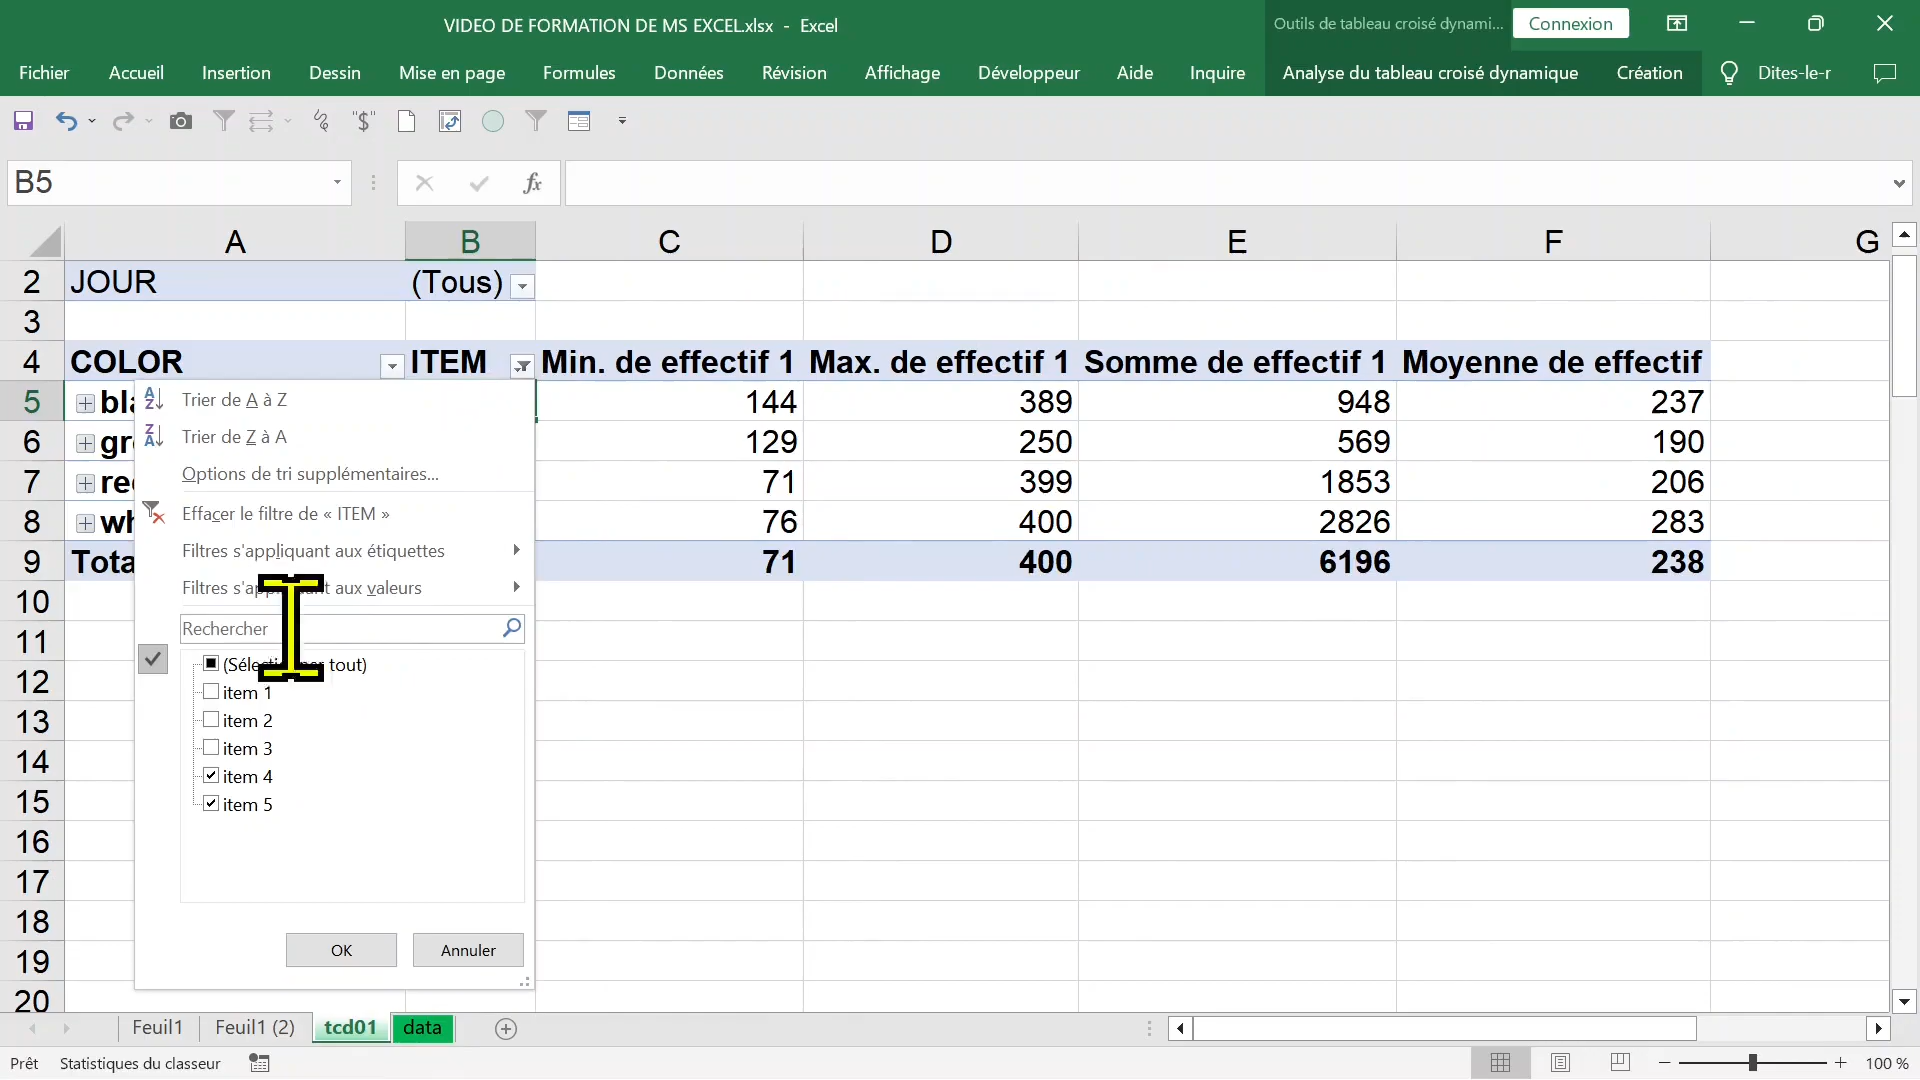 VIDEO DE FORMATION DE MS EXCEL.xlsx - Excel
Outils de tableau croisé dynami...
Connexion
Fichier Accueil Insertion Dessin Mise en page Formules Données Révision Affichage Développeur Aide Inquire Analyse du tableau croisé dynamique Création Dites-le-r
"$"
B5 fx
A B C D E F G
2 JOUR (Tous)
3
4 COLOR ITEM Min. de effectif 1 Max. de effectif 1 Somme de effectif 1 Moyenne de effectif
5 144 389 948 237
6 129 250 569 190
7 71 399 1853 206
8 76 400 2826 283
9 71 400 6196 238
10
11
12
13
14
15
16
17
18
19
20
Trier de A à Z
Trier de Z à A
Options de tri supplémentaires...
Effacer le filtre de « ITEM »
Filtres s'appliquant aux étiquettes
aux valeurs
Rechercher
tout)
item 1
item 2
item 3
item 4
item 5
OK Annuler
Feuil1 Feuil1 (2) tcd01 data
Prêt Statistiques du classeur 100 %